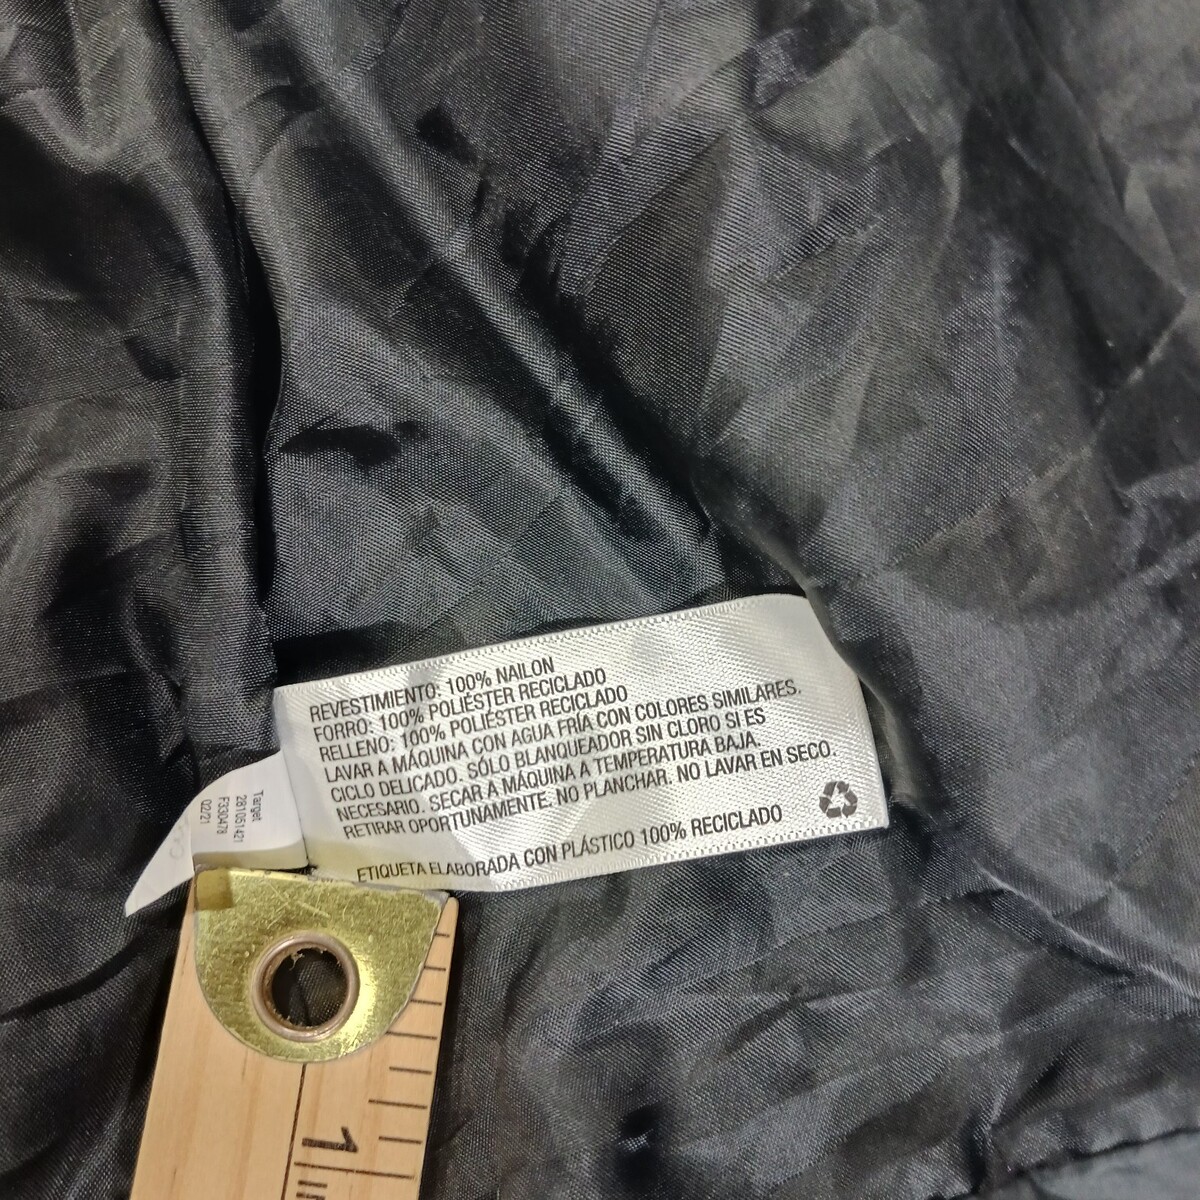 REVESTIMIENTO: 100% NAILON
FORRO: 100% POLIÉSTER RECICLADO
RELLENO: 100% POLIÉSTER RECICLADO
LAVAR A MÁQUINA CON AGUA FRÍA CON COLORES SIMILARES.
CICLO DELICADO. SÓLO BLANQUEADOR SIN CLORO SI ES
NECESARIO. SECAR A MÁQUINA A TEMPERATURA BAJA.
RETIRAR OPORTUNAMENTE. NO PLANCHAR. NO LAVAR EN SECO.
ETIQUETA ELABORADA CON PLÁSTICO 100% RECICLADO
Target
281051421
F330478
02/21
1